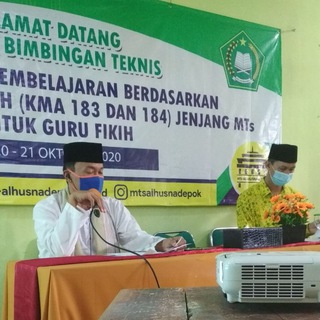 AMAT DATANG
BIMBINGAN TEKNIS
EMBELAJARAN BERDASARKAN
H (KMA 183 DAN 184) JENJANG MTs
TUK GURU FIKIH
0 - 21 OKT 2020
alhusnade d
mtsalhusnadepok